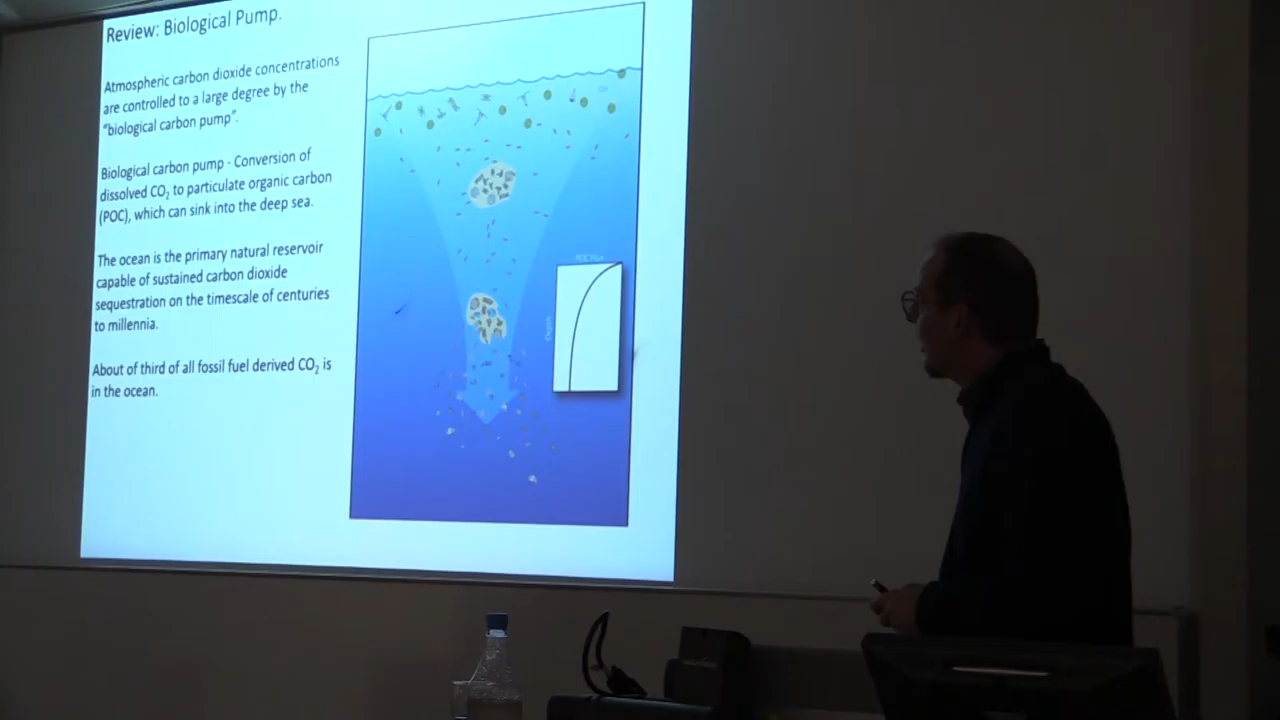 Review: Biological Pump.
Atmospheric carbon dioxide concentrations
are controlled to a large degree by the
“biological carbon pump”.
Biological carbon pump - Conversion of
dissolved CO₂ to particulate organic carbon
(POC), which can sink into the deep sea.
The ocean is the primary natural reservoir
capable of sustained carbon dioxide
sequestration on the timescale of centuries
to millennia.
About of third of all fossil fuel derived CO₂ is
in the ocean.
POC Flux
Depth